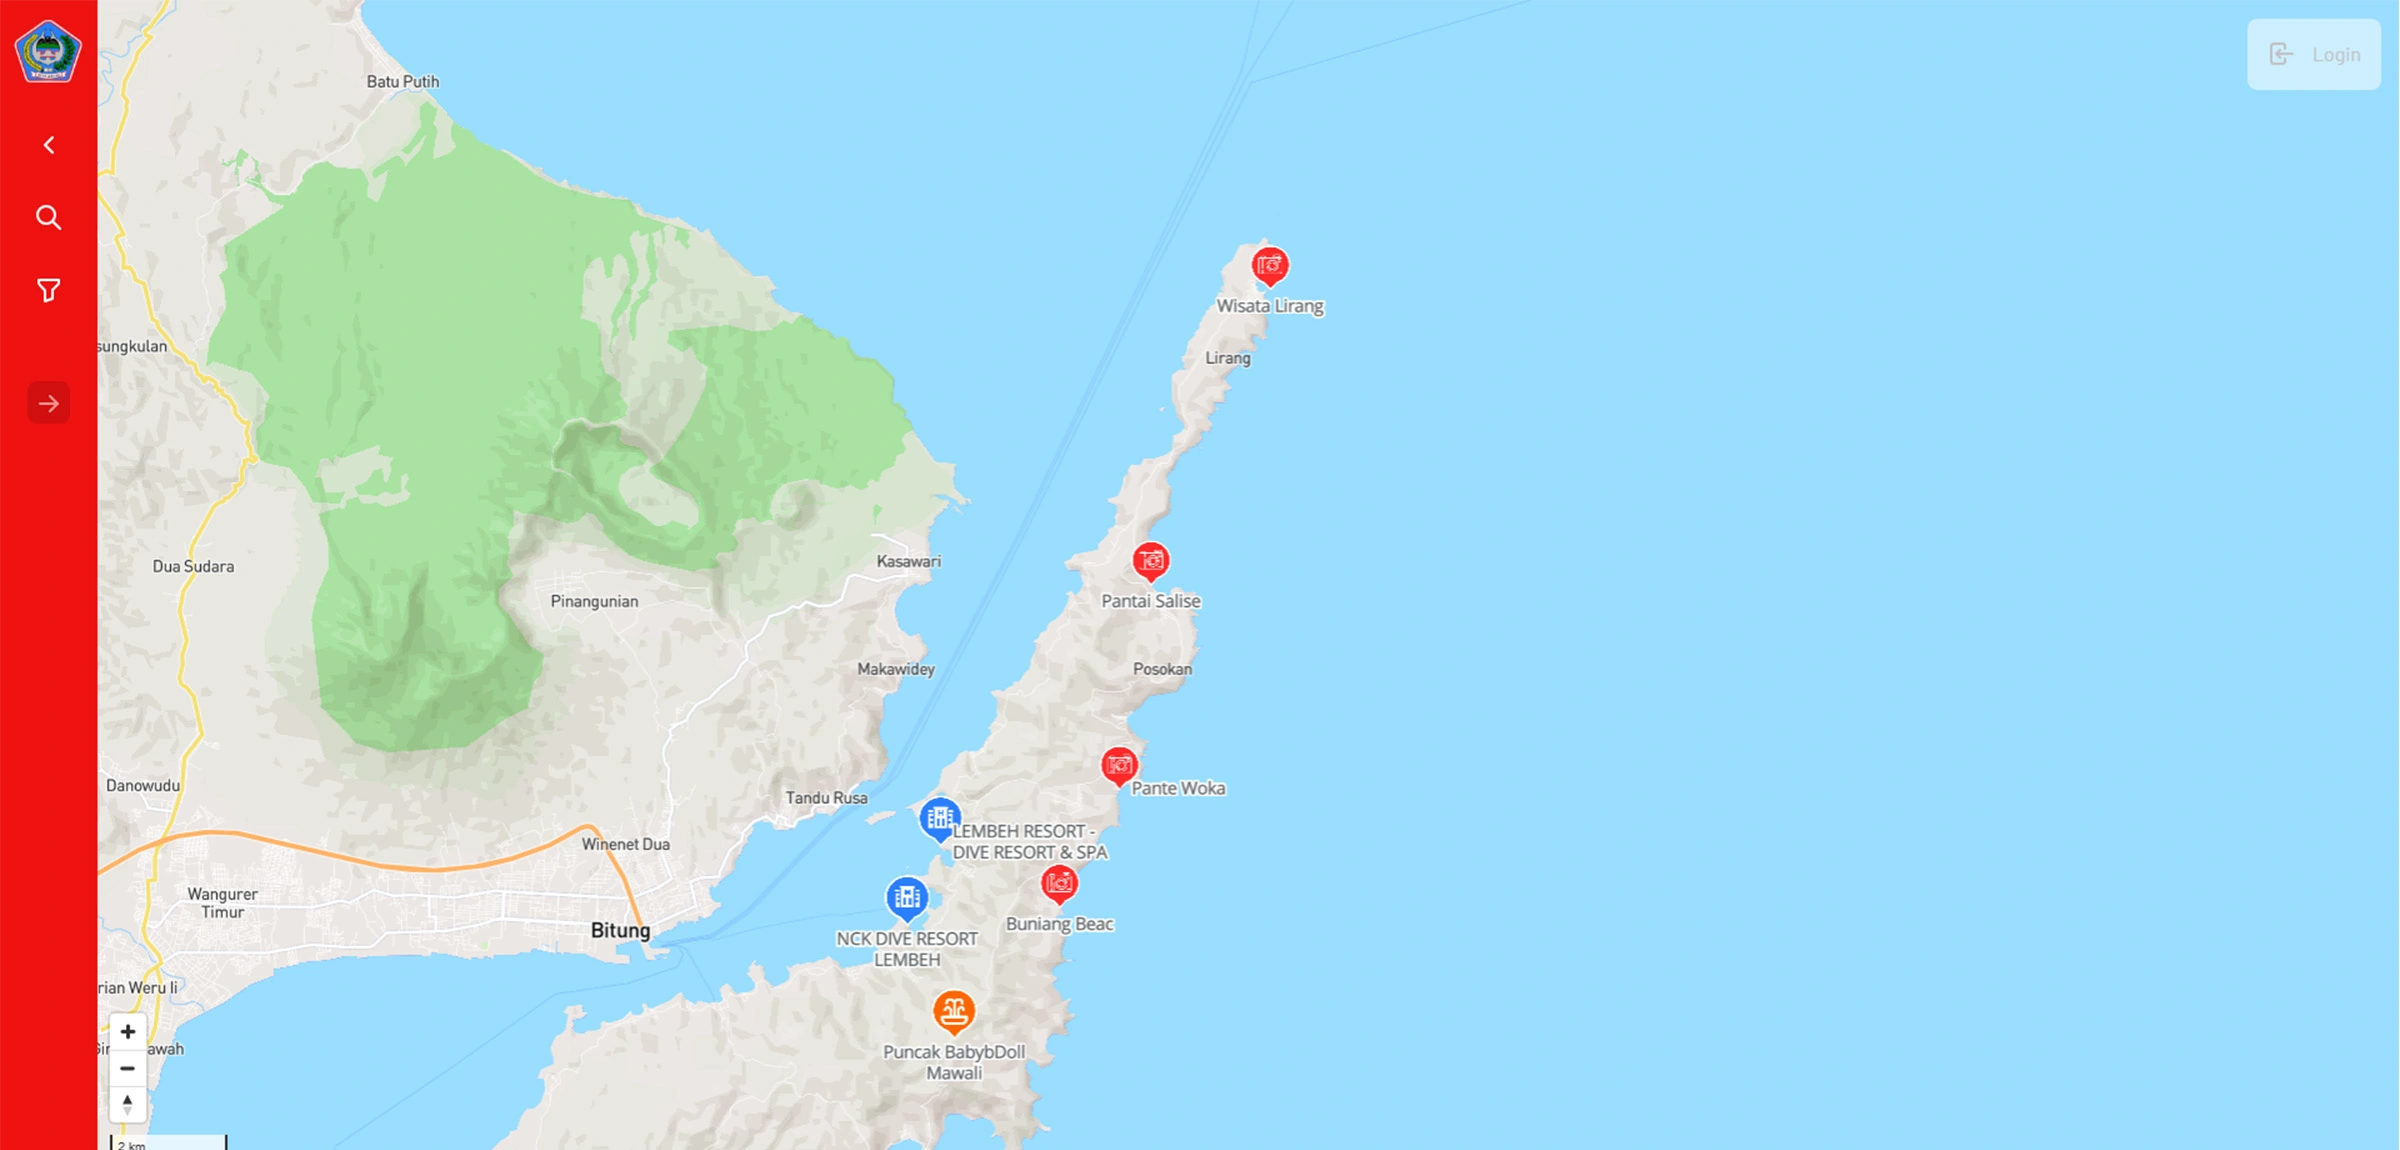 Login
Batu Putih
Wisata Lirang
sungkulan
Lirang
Kasawari
Dua Sudara
Pinangunian
Pantai Salise
Makawidey
Posokan
Danowudu
Tandu Rusa
Pante Woka
LEMBEH RESORT -
DIVE RESORT & SPA
Winenet Dua
Wangurer
Timur
Bitung
Buniang Beac
NCK DIVE RESORT
LEMBEH
rian Weru Ii
awah
Puncak BabybDoll
Mawali
2 km